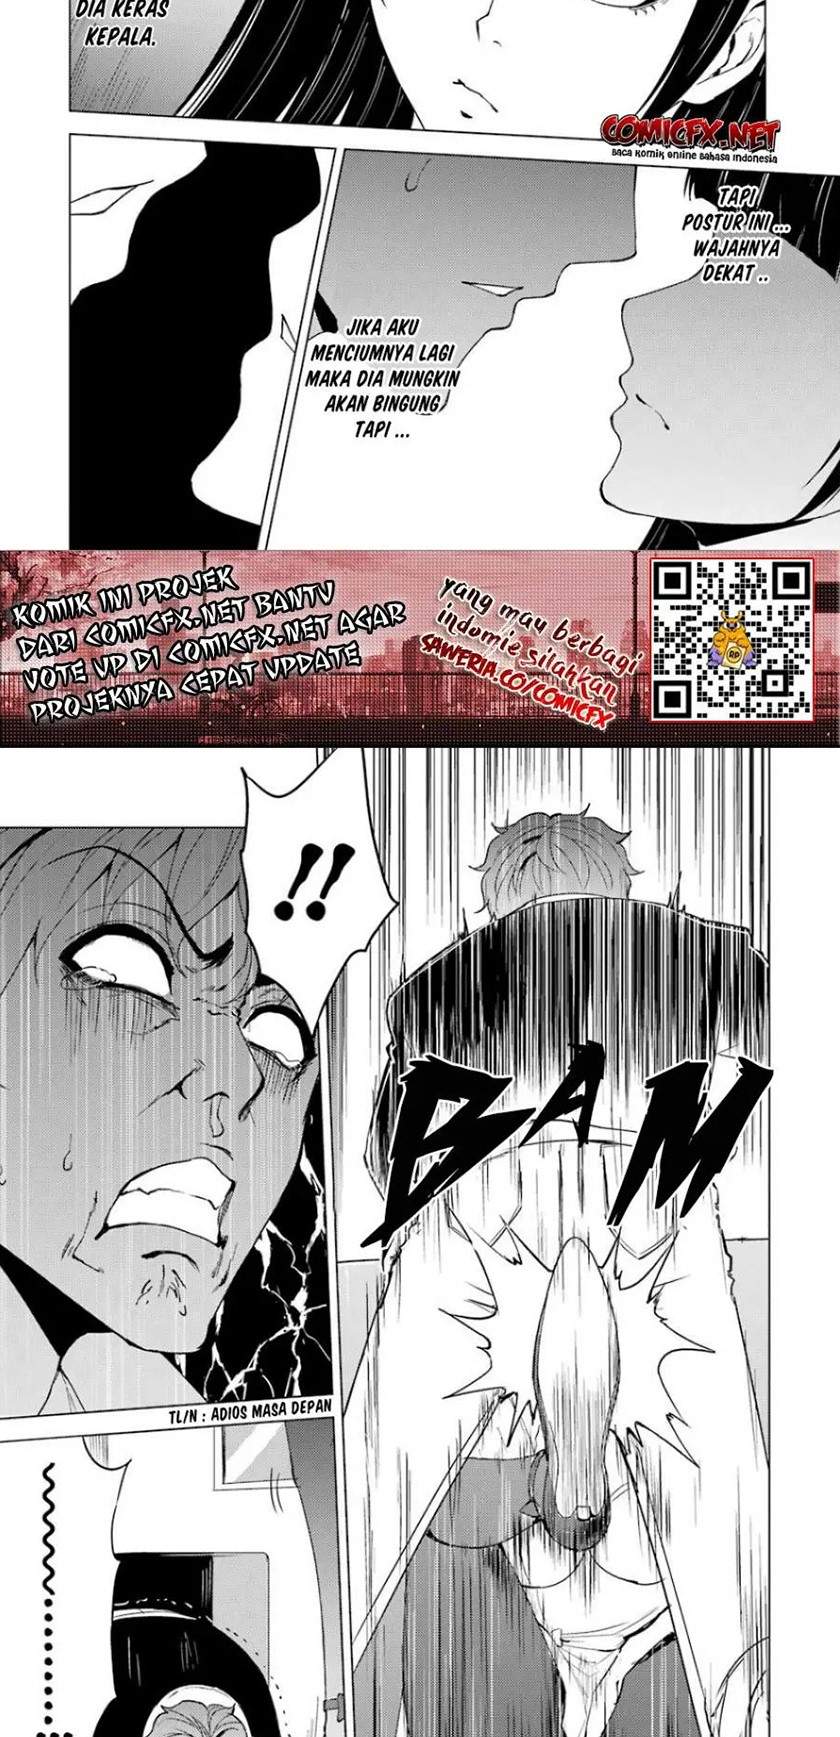 DIA KERAS
KEPALA.
COMICFX.NET
Baca Komik Online Bahasa Indonesia
TAPI
POSTUR INI ...
WAJAHNYA
DEKAT ..
JIKA AKU
MENCIUMNYA LAGI
MAKA DIA MUNGKIN
AKAN BINGUNG
TAPI ...
KOMIK INI PROJEK
DARI COMICFX.NET BANTU
VOTE UP DI COMICFX.NET AGAR
PROJEKNYA CEPAT UPDATE
yang mau berbagi
indomie silahkan
SAWERIA.CO/COMICFX
RP
!!
BAM
TL/N : ADIOS MASA DEPAN